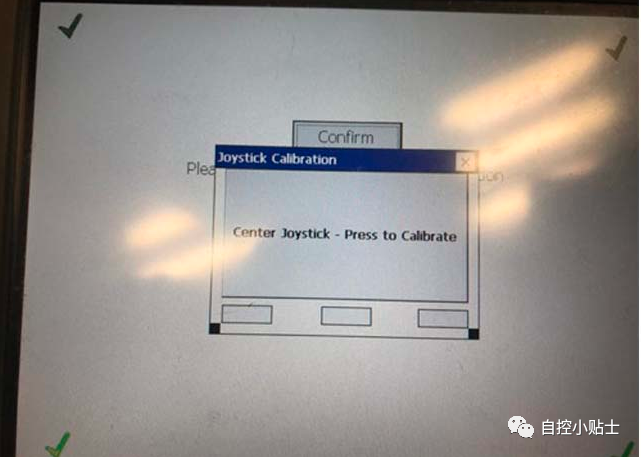 Confirm
Joystick Calibration
Center Joystick - Press to Calibrate
自控小贴士